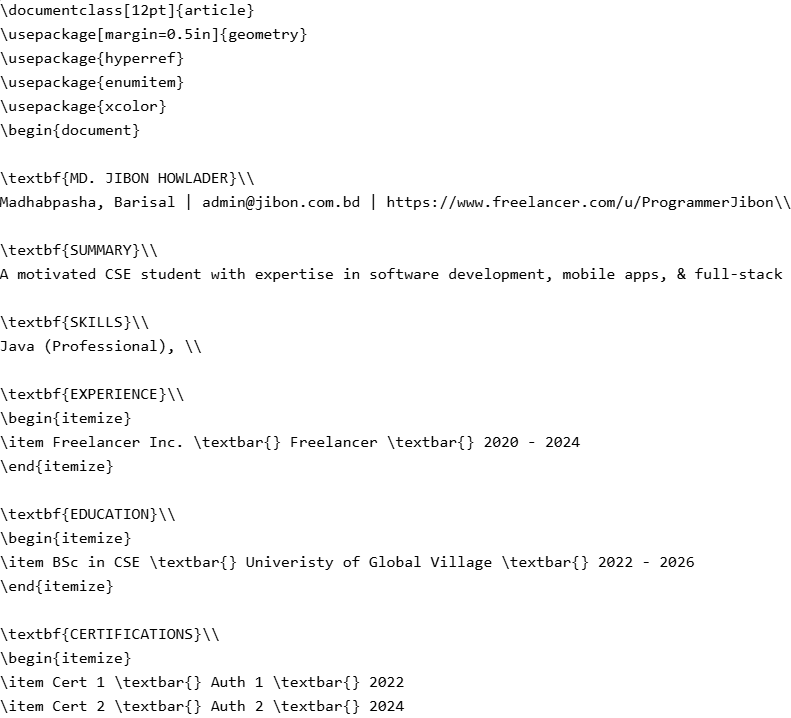 \documentclass[12pt]{article}
\usepackage[margin=0.5in]{geometry}
\usepackage{hyperref}
\usepackage{enumitem}
\usepackage{xcolor}
\begin{document}

\textbf{MD. JIBON HOWLADER}\\
Madhabpasha, Barisal | admin@jibon.com.bd | https://www.freelancer.com/u/ProgrammerJibon\\

\textbf{SUMMARY}\\
A motivated CSE student with expertise in software development, mobile apps, & full-stack

\textbf{SKILLS}\\
Java (Professional), \\

\textbf{EXPERIENCE}\\
\begin{itemize}
\item Freelancer Inc. \textbar{} Freelancer \textbar{} 2020 - 2024
\end{itemize}

\textbf{EDUCATION}\\
\begin{itemize}
\item BSc in CSE \textbar{} Univeristy of Global Village \textbar{} 2022 - 2026
\end{itemize}

\textbf{CERTIFICATIONS}\\
\begin{itemize}
\item Cert 1 \textbar{} Auth 1 \textbar{} 2022
\item Cert 2 \textbar{} Auth 2 \textbar{} 2024